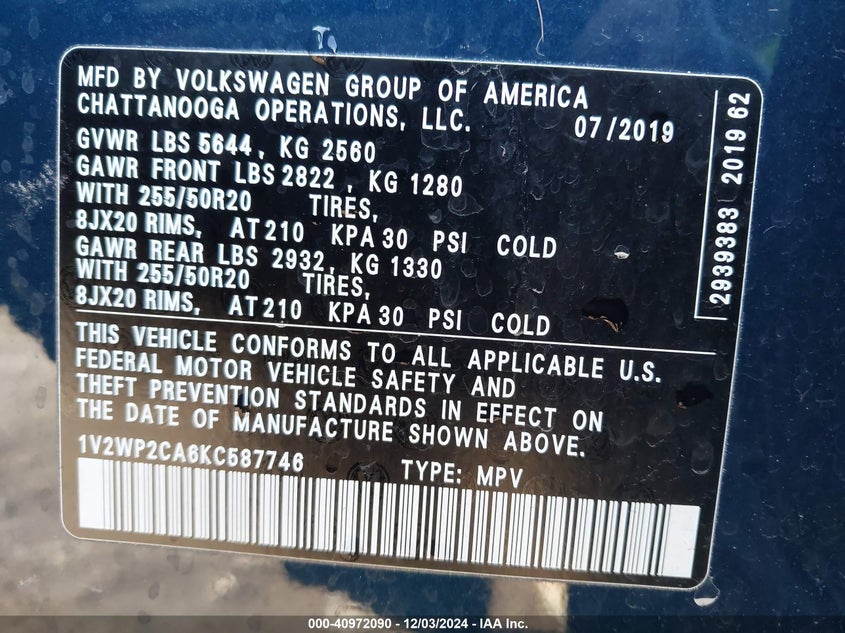 MFD BY VOLKSWAGEN GROUP OF AMERICA
CHATTANOOGA OPERATIONS, LLC. 07/2019
GVWR LBS 5644, KG 2560
GAWR FRONT LBS 2822 , KG 1280
WITH 255/50R20 TIRES,
8JX20 RIMS, AT 210 KPA 30 PSI COLD
GAWR REAR LBS 2932, KG 1330
WITH 255/50R20 TIRES,
8JX20 RIMS, AT 210 KPA 30 PSI COLD
THIS VEHICLE CONFORMS TO ALL APPLICABLE U.S.
FEDERAL MOTOR VEHICLE SAFETY AND
THEFT PREVENTION STANDARDS IN EFFECT ON
THE DATE OF MANUFACTURE SHOWN ABOVE.
1V2WP2CA6KC587746 TYPE: MPV
2939383 2019 62
000-40972090 - 12/03/2024 - IAA Inc.